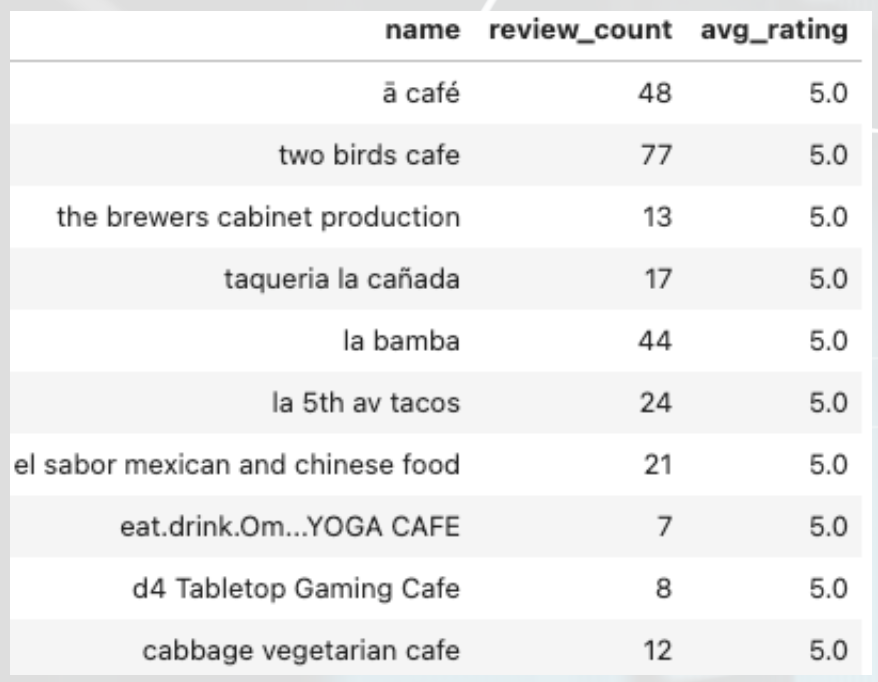 name review_count avg_rating
ā café 48 5.0
two birds cafe 77 5.0
the brewers cabinet production 13 5.0
taqueria la cañada 17 5.0
la bamba 44 5.0
la 5th av tacos 24 5.0
el sabor mexican and chinese food 21 5.0
eat.drink.Om...YOGA CAFE 7 5.0
d4 Tabletop Gaming Cafe 8 5.0
cabbage vegetarian cafe 12 5.0